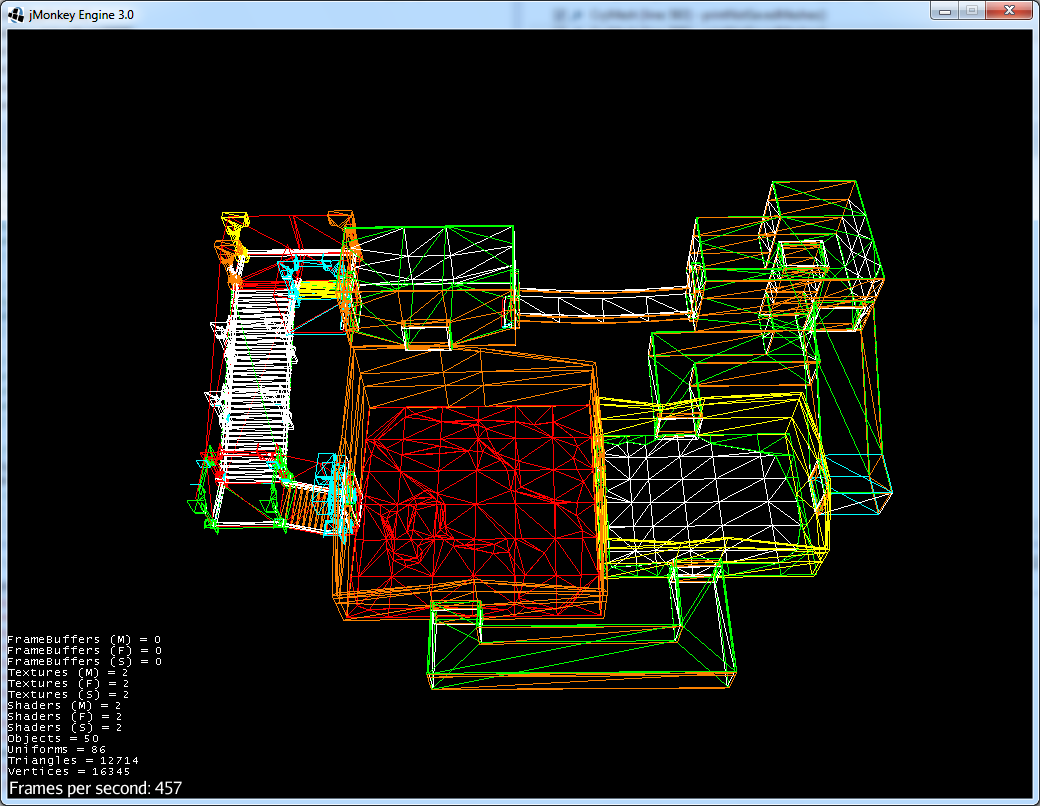 jMonkey Engine 3.0
FrameBuffers (M) = 0
FrameBuffers (F) = 0
FrameBuffers (S) = 0
Textures (M) = 2
Textures (F) = 2
Textures (S) = 2
Shaders (M) = 2
Shaders (F) = 2
Shaders (S) = 2
Objects = 50
Uniforms = 86
Triangles = 12714
Vertices = 16345
Frames per second: 457